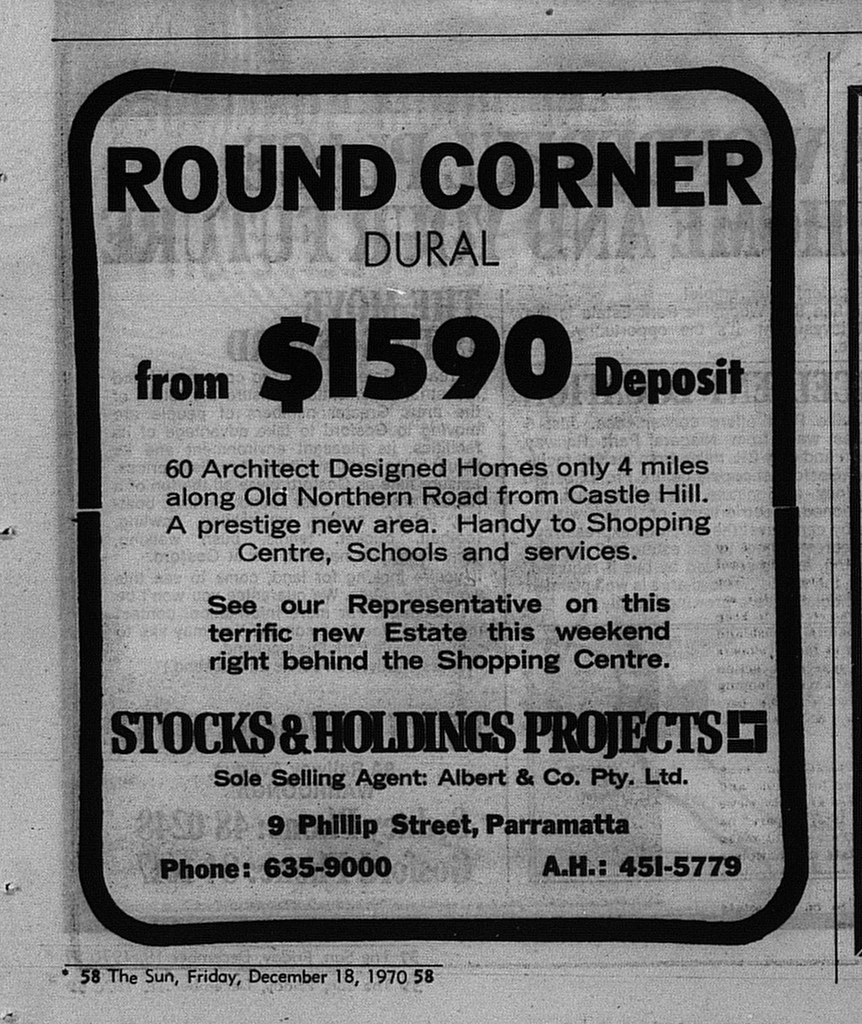 ROUND CORNER
DURAL
from $1590 Deposit
60 Architect Designed Homes only 4 miles
along Old Northern Road from Castle Hill.
A prestige new area. Handy to Shopping
Centre, Schools and services.
See our Representative on this
terrific new Estate this weekend
right behind the Shopping Centre.
STOCKS & HOLDINGS PROJECTS
Sole Selling Agent: Albert & Co. Pty. Ltd.
9 Phillip Street, Parramatta
Phone: 635-9000 A.H.: 451-5779
* 58 The Sun, Friday, December 18, 1970 58